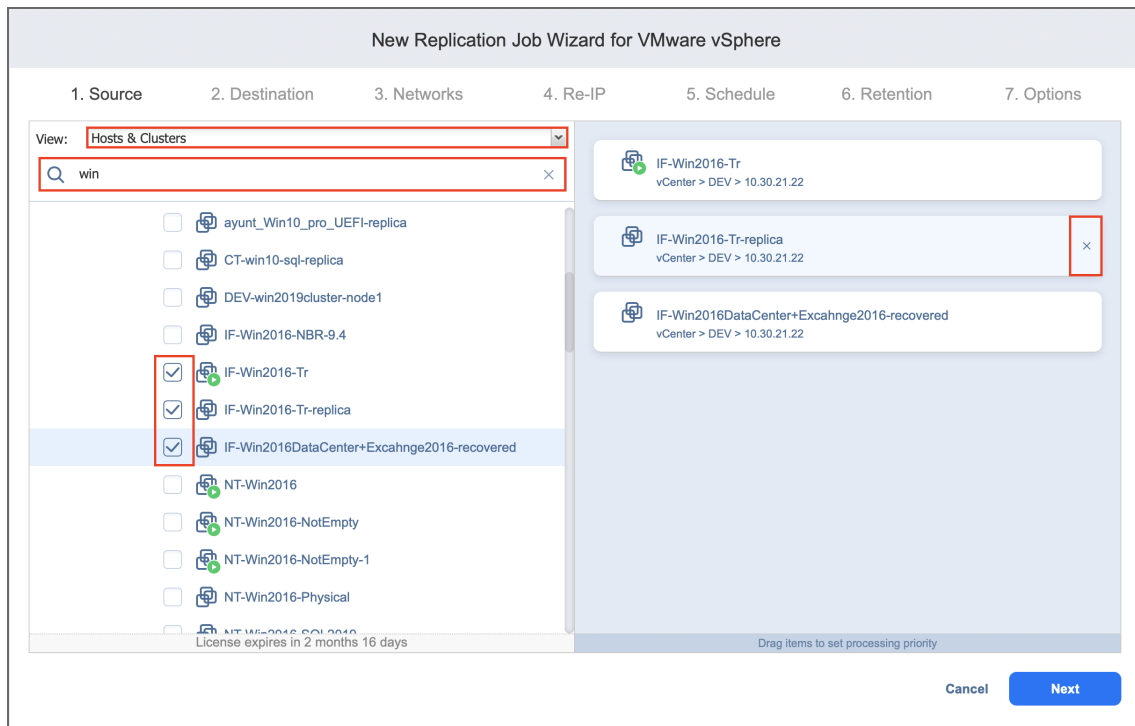 New Replication Job Wizard for VMware vSphere
1. Source 2. Destination 3. Networks 4. Re-IP 5. Schedule 6. Retention 7. Options
View: Hosts & Clusters
win
ayunt_Win10_pro_UEFI-replica
CT-win10-sql-replica
DEV-win2019cluster-node1
IF-Win2016-NBR-9.4
IF-Win2016-Tr
IF-Win2016-Tr-replica
IF-Win2016DataCenter+Excahnge2016-recovered
NT-Win2016
NT-Win2016-NotEmpty
NT-Win2016-NotEmpty-1
NT-Win2016-Physical
NT-Win2016-SQL2019
License expires in 2 months 16 days
IF-Win2016-Tr
vCenter > DEV > 10.30.21.22
IF-Win2016-Tr-replica
vCenter > DEV > 10.30.21.22
IF-Win2016DataCenter+Excahnge2016-recovered
vCenter > DEV > 10.30.21.22
Drag items to set processing priority
Cancel Next